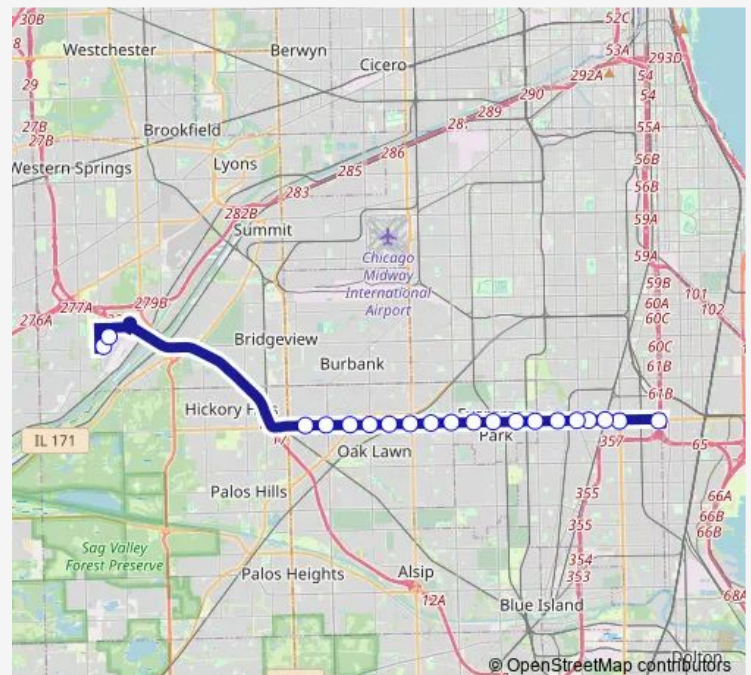 30B
52C
Westchester
Berwyn
53A
293D
8
Cicero
292A
54
29
290
54
289
27B
27B
Brookfield
286
55A
Western Springs
Lyons
285
56B
283
56B
282B
59A
Summit
59A
Chicago
Midway
International
Airport
59B
277A
279B
60A
101
60C
102
276A
60C
Bridgeview
61B
Burbank
61B
IL 171
Park
357
65
Oak Lawn
Palos Hills
355
66A
66B
66B
355
Sag Valley
Forest Preserve
354
Palos Heights
Alsip
353
12A
68A
Blue Island
Dolton
© OpenStreetMap contributors